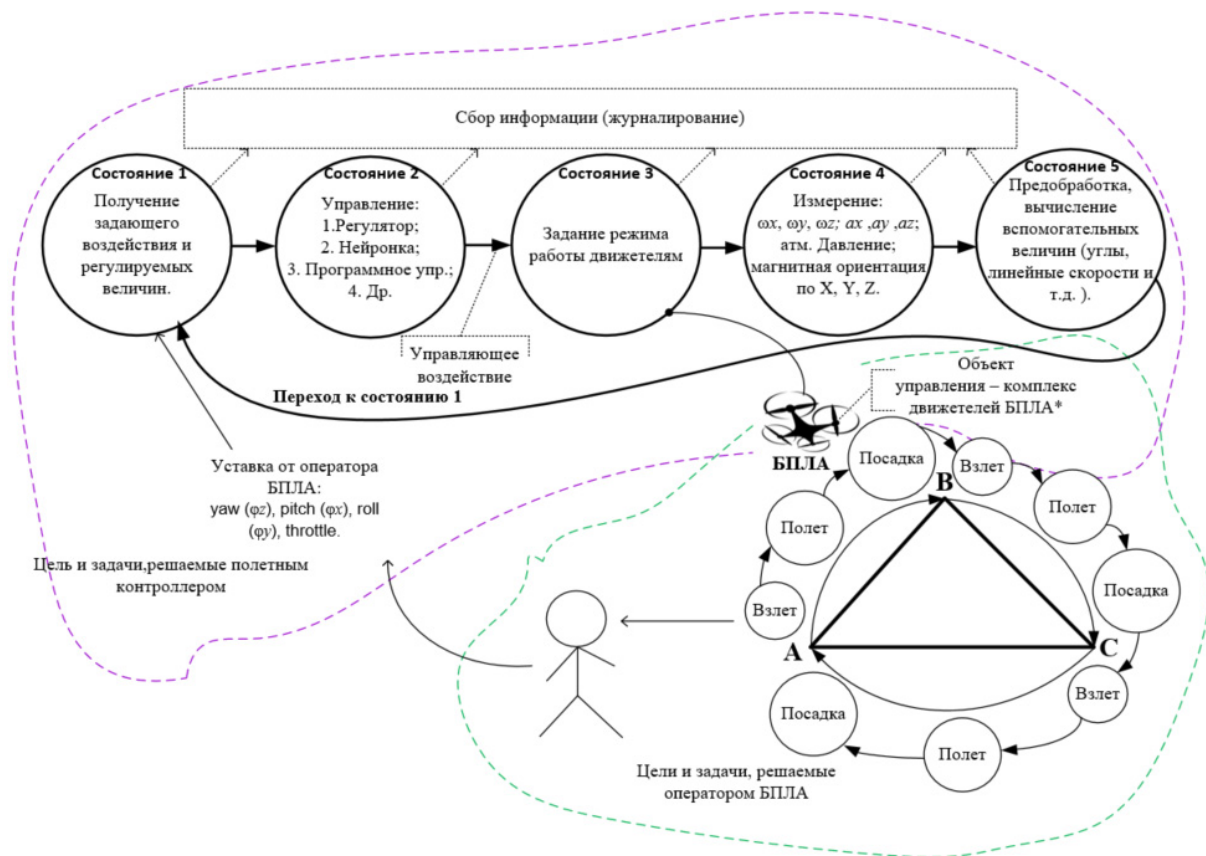 Сбор информации (журналирование)
Состояние 1
Получение
задающего
воздействия и
регулируемых
величин.
Состояние 2
Управление:
1.Регулятор;
2. Нейронка;
3. Программное упр.;
4. Др.
Состояние 3
Задание режима
работы движетелям
Состояние 4
Измерение:
ωx, ωy, ωz; ax ,ay ,az;
атм. Давление;
магнитная ориентация
по X, Y, Z.
Состояние 5
Предобработка,
вычисление
вспомогательных
величин (углы,
линейные скорости и
т.д. ).
Управляющее
воздействие
Переход к состоянию 1
Объект
управления – комплекс
движетелей БПЛА*
БПЛА
Уставка от оператора
БПЛА:
yaw (φz), pitch (φx), roll
(φy), throttle.
Цель и задачи,решаемые полетным
контроллером
Взлет
Полет
Посадка
Взлет
Полет
Посадка
Взлет
Полет
Посадка
A
B
C
Цели и задачи, решаемые
оператором БПЛА